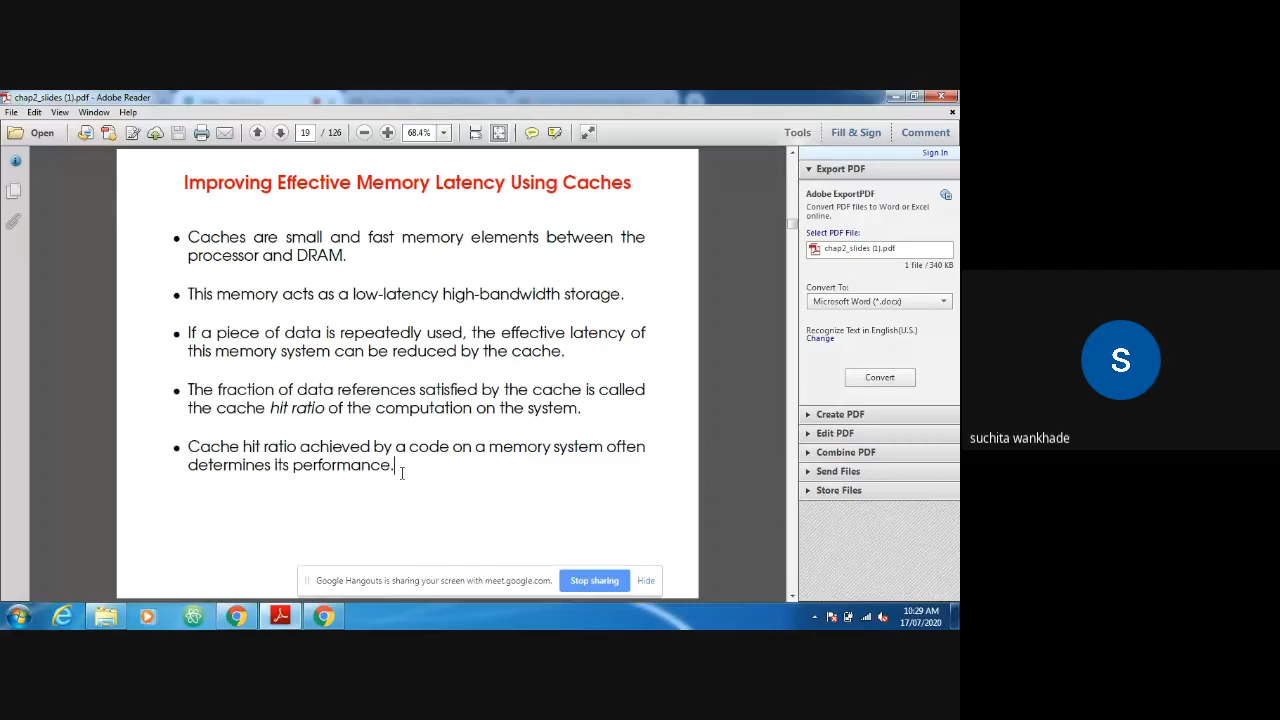 chap2_slides (1).pdf - Adobe Reader
File Edit View Window Help
Open 19 / 126 68.4% Tools Fill & Sign Comment
Sign In
Improving Effective Memory Latency Using Caches
• Caches are small and fast memory elements between the
processor and DRAM.
• This memory acts as a low-latency high-bandwidth storage.
• If a piece of data is repeatedly used, the effective latency of
this memory system can be reduced by the cache.
• The fraction of data references satisfied by the cache is called
the cache hit ratio of the computation on the system.
• Cache hit ratio achieved by a code on a memory system often
determines its performance.
Export PDF
Adobe ExportPDF
Convert PDF files to Word or Excel
online.
Select PDF File:
chap2_slides (1).pdf
1 file / 340 KB
Convert To:
Microsoft Word (*.docx)
Recognize Text in English(U.S.)
Change
Convert
Create PDF
Edit PDF
Combine PDF
Send Files
Store Files
Google Hangouts is sharing your screen with meet.google.com. Stop sharing Hide
10:29 AM
17/07/2020
S
suchita wankhade